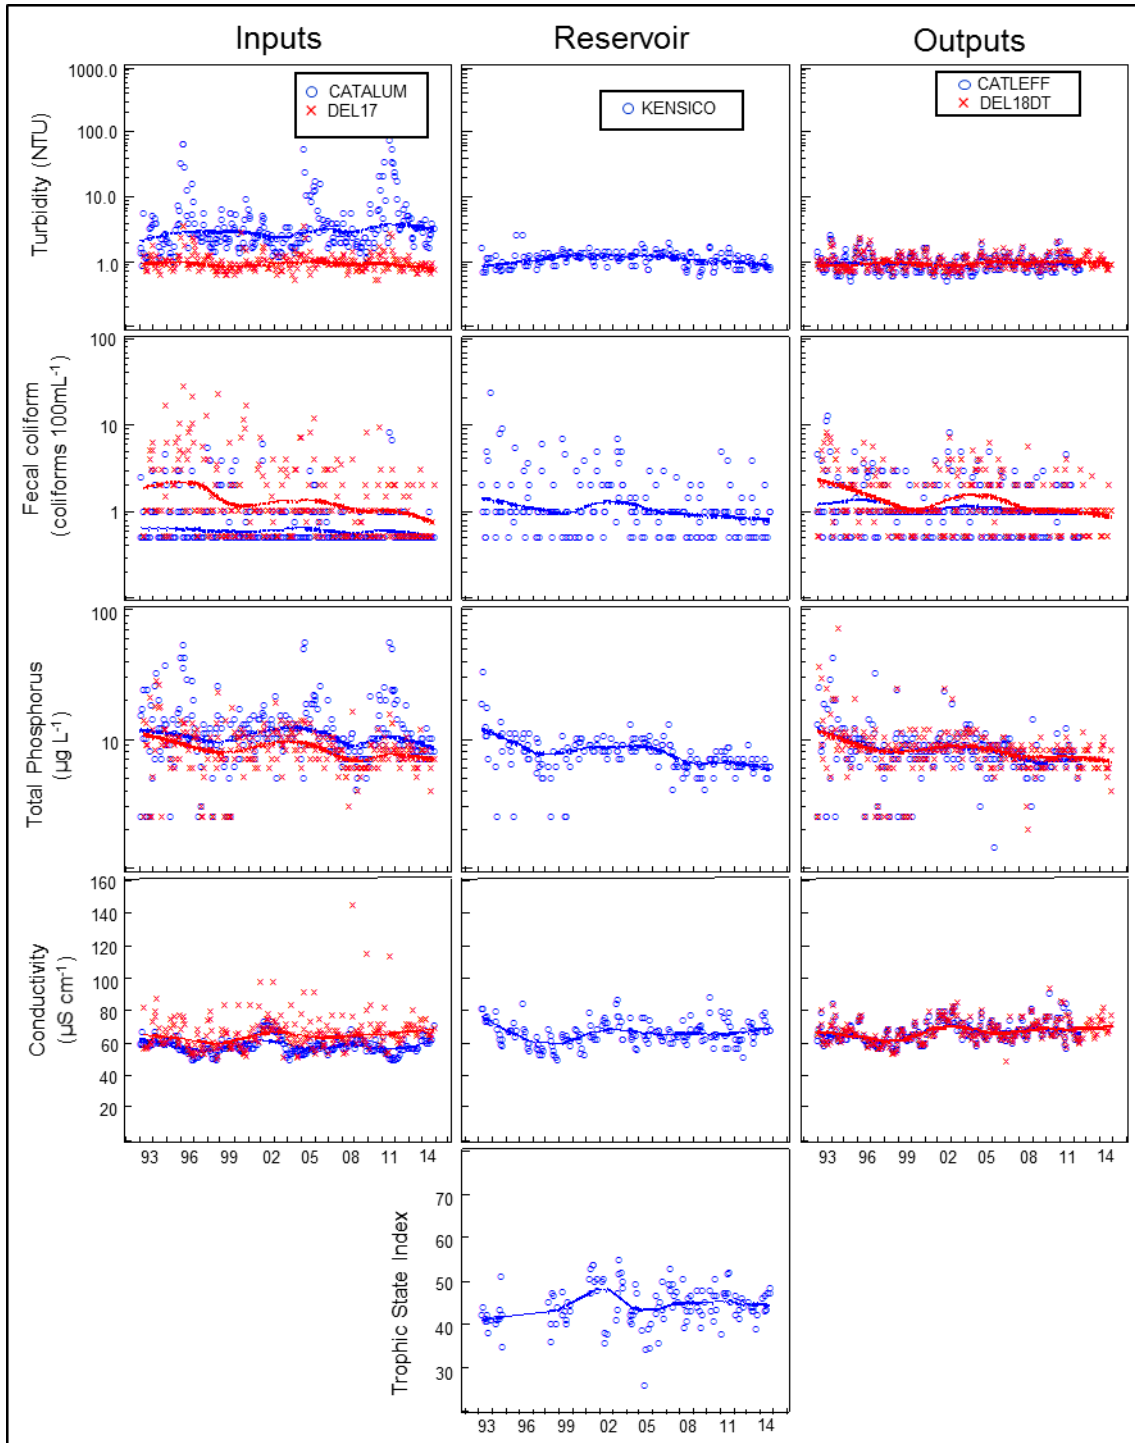 Inputs Reservoir Outputs
Turbidity (NTU)
1000.0
100.0
10.0
1.0
CATALUM
DEL17
KENSICO
CATLEFF
DEL18DT
Fecal coliform
(coliforms 100mL⁻¹)
100
10
1
Total Phosphorus
(µg L⁻¹)
100
10
Conductivity
(µS cm⁻¹)
160
140
120
100
80
60
40
20
93 96 99 02 05 08 11 14
93 96 99 02 05 08 11 14
Trophic State Index
70
60
50
40
30
93 96 99 02 05 08 11 14